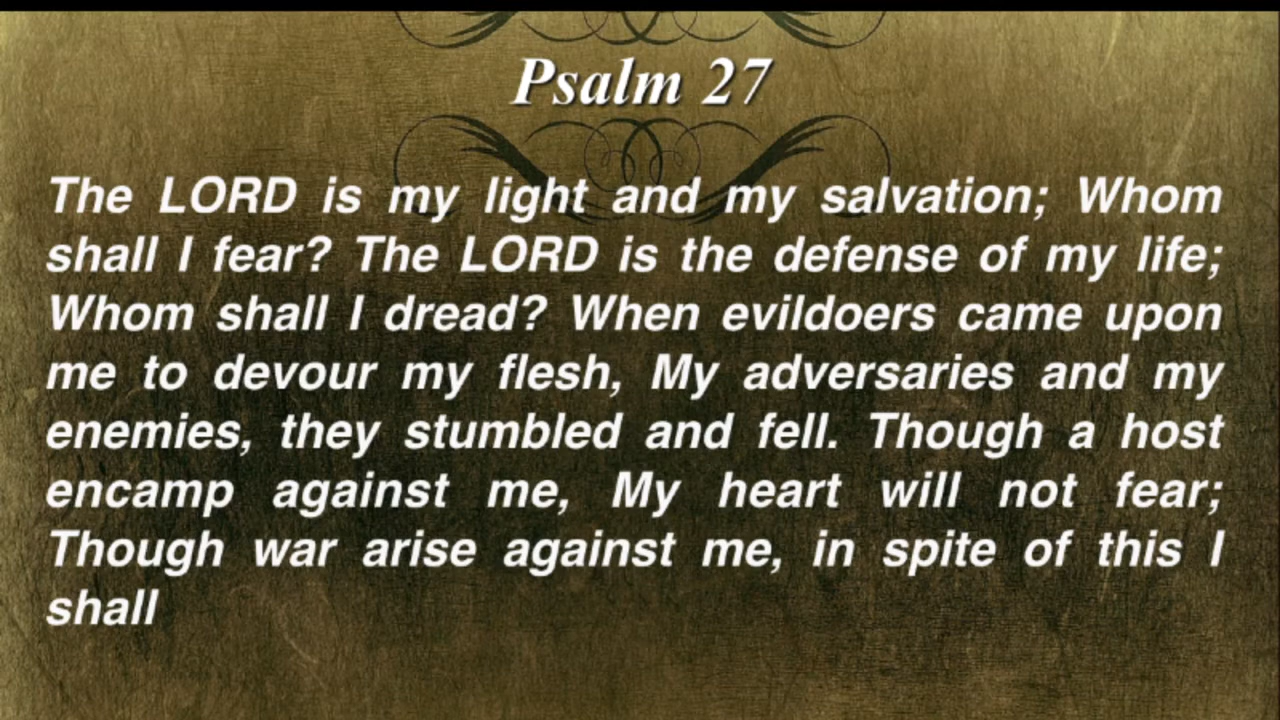 Psalm 27
The LORD is my light and my salvation; Whom
shall I fear? The LORD is the defense of my life;
Whom shall I dread? When evildoers came upon
me to devour my flesh, My adversaries and my
enemies, they stumbled and fell. Though a host
encamp against me, My heart will not fear;
Though war arise against me, in spite of this I
shall